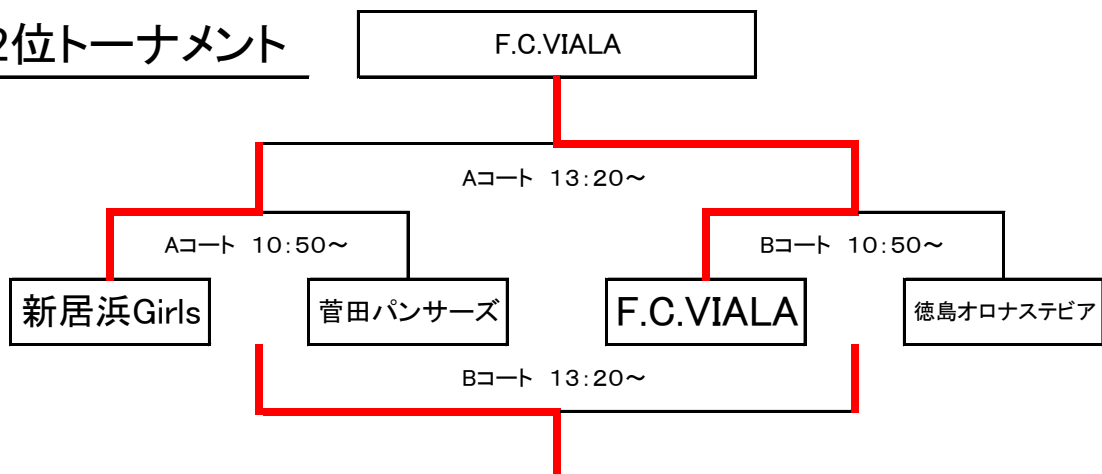 2位トーナメント
F.C.VIALA
Aコート 13:20～
Aコート 10:50～
Bコート 10:50～
新居浜Girls
菅田パンサーズ
F.C.VIALA
徳島オロナステビア
Bコート 13:20～